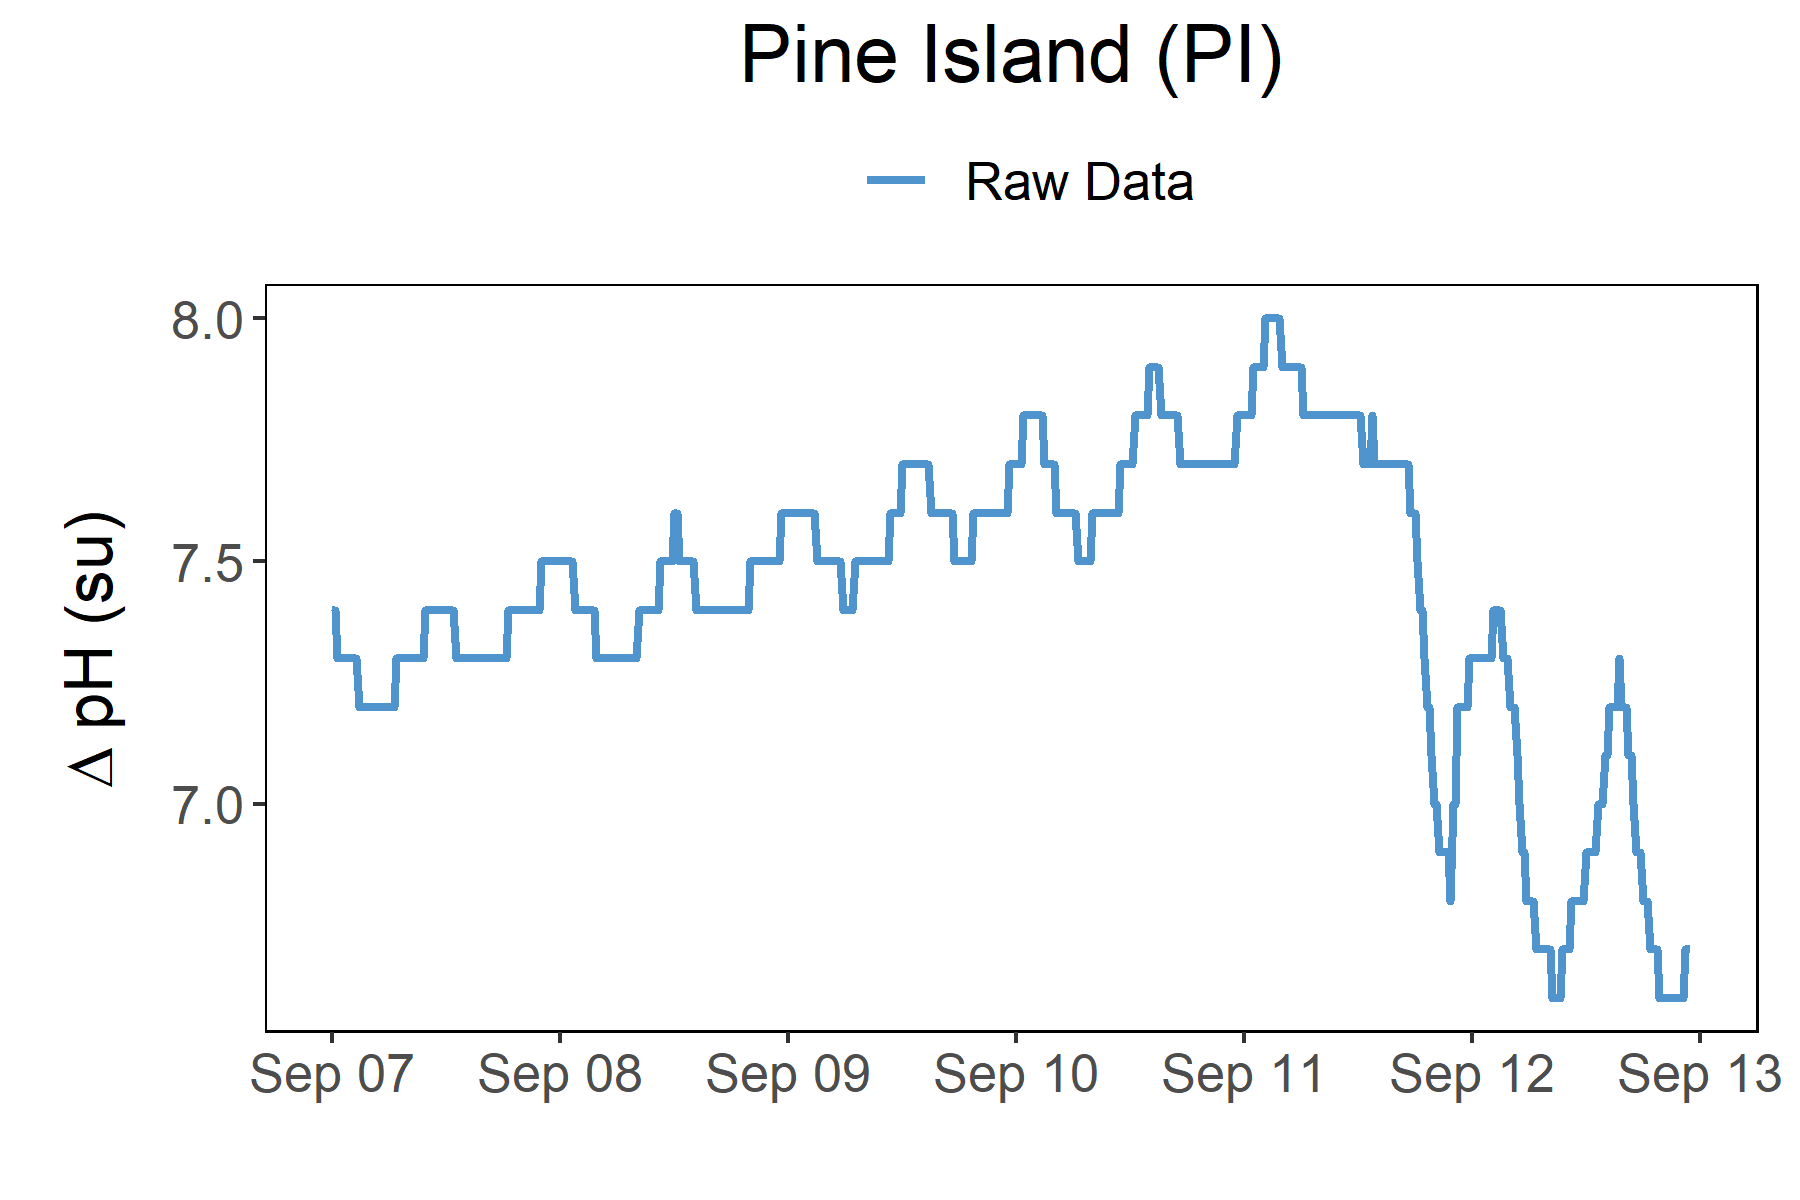 Pine Island (PI)
Raw Data
Δ pH (su)
8.0
7.5
7.0
Sep 07 Sep 08 Sep 09 Sep 10 Sep 11 Sep 12 Sep 13